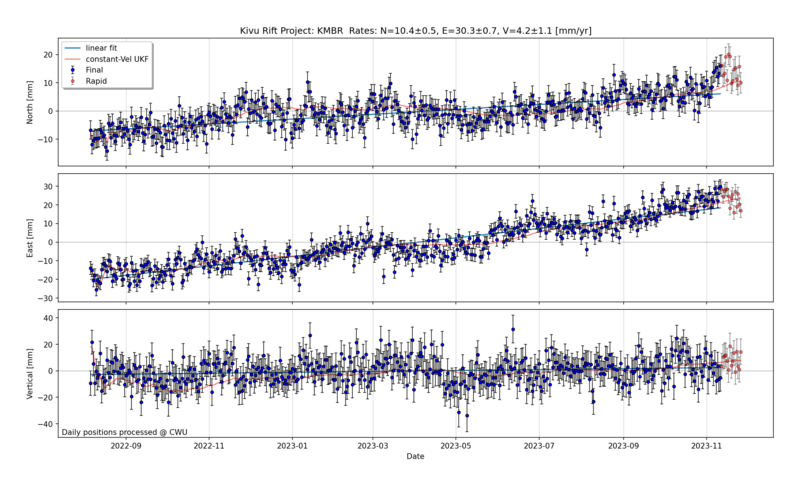 Kivu Rift Project: KMBR  Rates: N=10.4±0.5, E=30.3±0.7, V=4.2±1.1 [mm/yr]
linear fit
constant-Vel UKF
Final
Rapid
North [mm]
20
10
0
−10
East [mm]
30
20
10
0
−10
−20
−30
Vertical [mm]
40
20
0
−20
−40
Daily positions processed @ CWU
2022-09 2022-11 2023-01 2023-03 2023-05 2023-07 2023-09 2023-11
Date